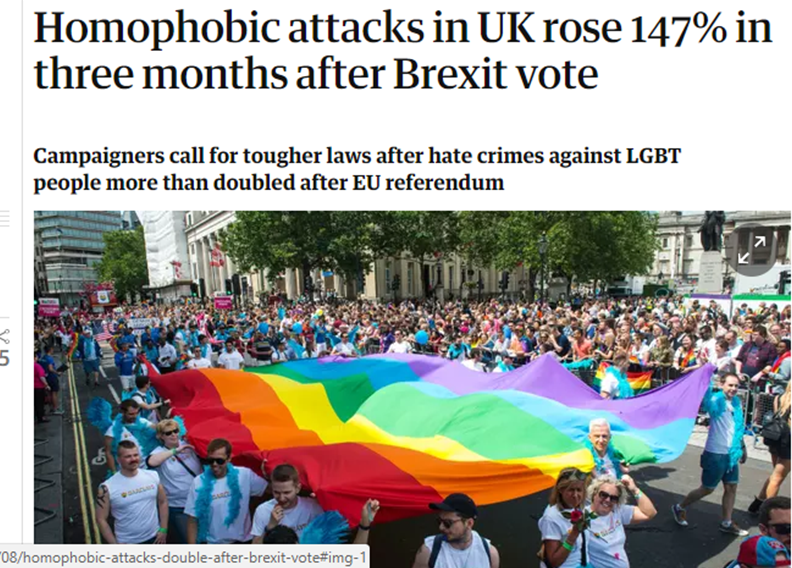 Homophobic attacks in UK rose 147% in
three months after Brexit vote
Campaigners call for tougher laws after hate crimes against LGBT
people more than doubled after EU referendum
5
/08/homophobic-attacks-double-after-brexit-vote#img-1